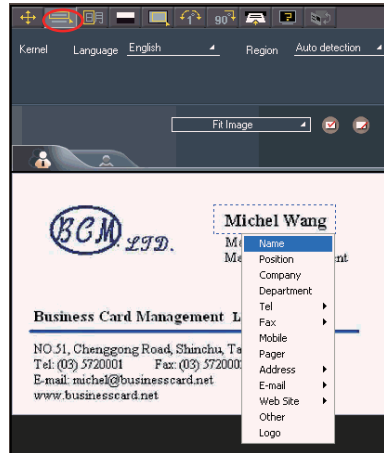 1°
90°
Kernel Language English Region Auto detection
Fit Image
BCM LTD.
Michel Wang
Name
Position
Company
Department
Tel
Fax
Mobile
Pager
Address
E-mail
Web Site
Other
Logo
Business Card Management L
NO.51, Chenggong Road, Shinchu, Ta
Tel: (03) 5720001 Fax: (03) 572000
E-mail: michel@businesscard.net
www.businesscard.net